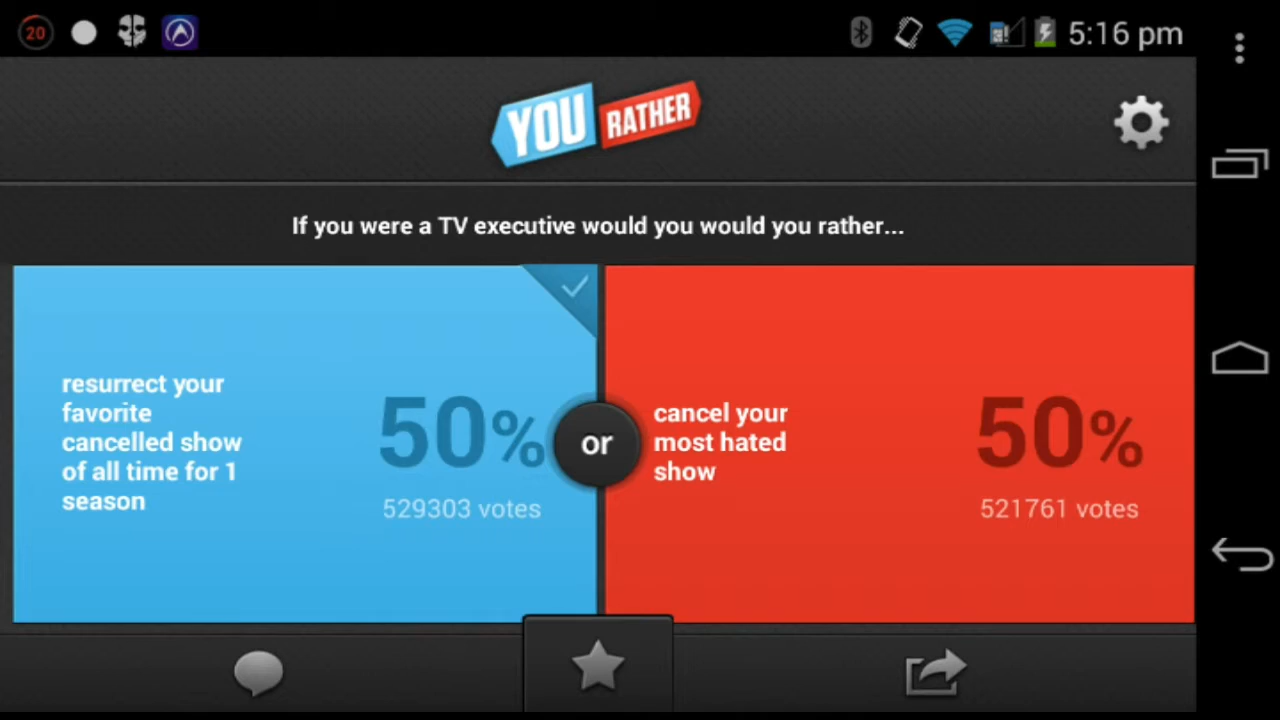 20
3!
5:16 pm
YOU RATHER
If you were a TV executive would you would you rather...
resurrect your
favorite
cancelled show
of all time for 1
season
50%
529303 votes
or
cancel your
most hated
show
50%
521761 votes